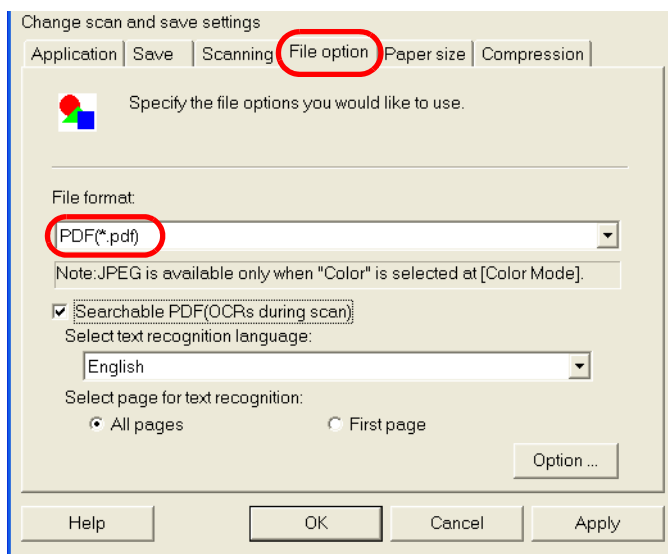 Change scan and save settings
Application Save Scanning File option Paper size Compression
Specify the file options you would like to use.
File format:
PDF(*.pdf)
Note:JPEG is available only when "Color" is selected at [Color Mode].
Searchable PDF(OCRs during scan)
Select text recognition language:
English
Select page for text recognition:
All pages First page
Option ...
Help OK Cancel Apply